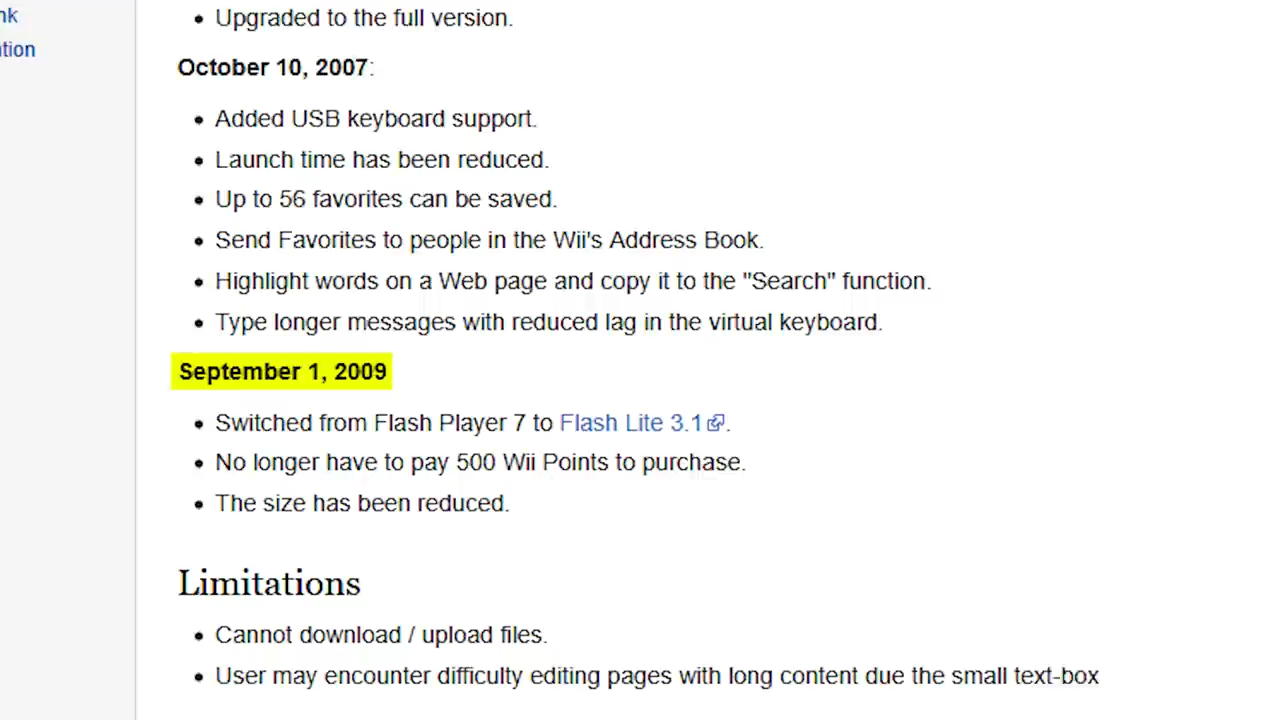 nk
Upgraded to the full version.
ation
October 10, 2007:
Added USB keyboard support.
Launch time has been reduced.
Up to 56 favorites can be saved.
Send Favorites to people in the Wii's Address Book.
Highlight words on a Web page and copy it to the "Search" function.
Type longer messages with reduced lag in the virtual keyboard.
September 1, 2009
Switched from Flash Player 7 to Flash Lite 3.1.
No longer have to pay 500 Wii Points to purchase.
The size has been reduced.
Limitations
Cannot download / upload files.
User may encounter difficulty editing pages with long content due the small text-box